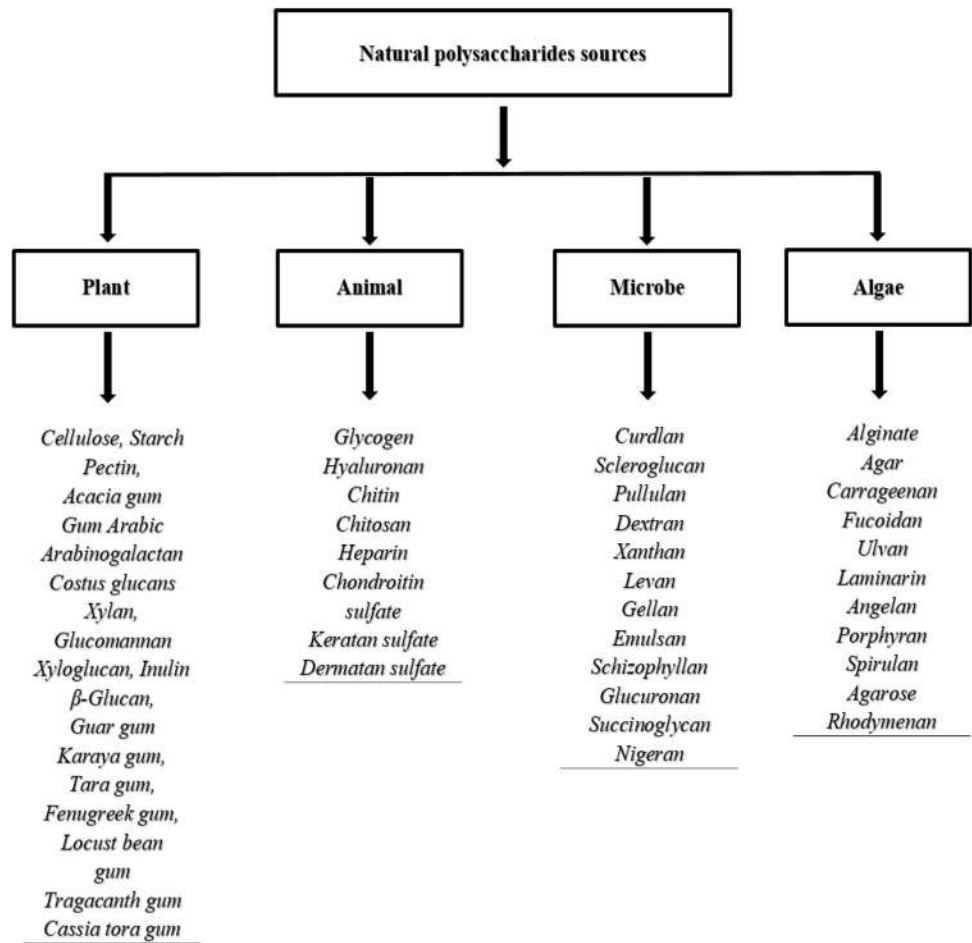 Natural polysaccharides sources
Plant
Animal
Microbe
Algae
Cellulose, Starch
Pectin,
Acacia gum
Gum Arabic
Arabinogalactan
Costus glucans
Xylan,
Glucomannan
Xyloglucan, Inulin
β-Glucan,
Guar gum
Karaya gum,
Tara gum,
Fenugreek gum,
Locust bean
gum
Tragacanth gum
Cassia tora gum
Glycogen
Hyaluronan
Chitin
Chitosan
Heparin
Chondroitin
sulfate
Keratan sulfate
Dermatan sulfate
Curdlan
Scleroglucan
Pullulan
Dextran
Xanthan
Levan
Gellan
Emulsan
Schizophyllan
Glucuronan
Succinoglycan
Nigeran
Alginate
Agar
Carrageenan
Fucoidan
Ulvan
Laminarin
Angelan
Porphyran
Spirulan
Agarose
Rhodymenan